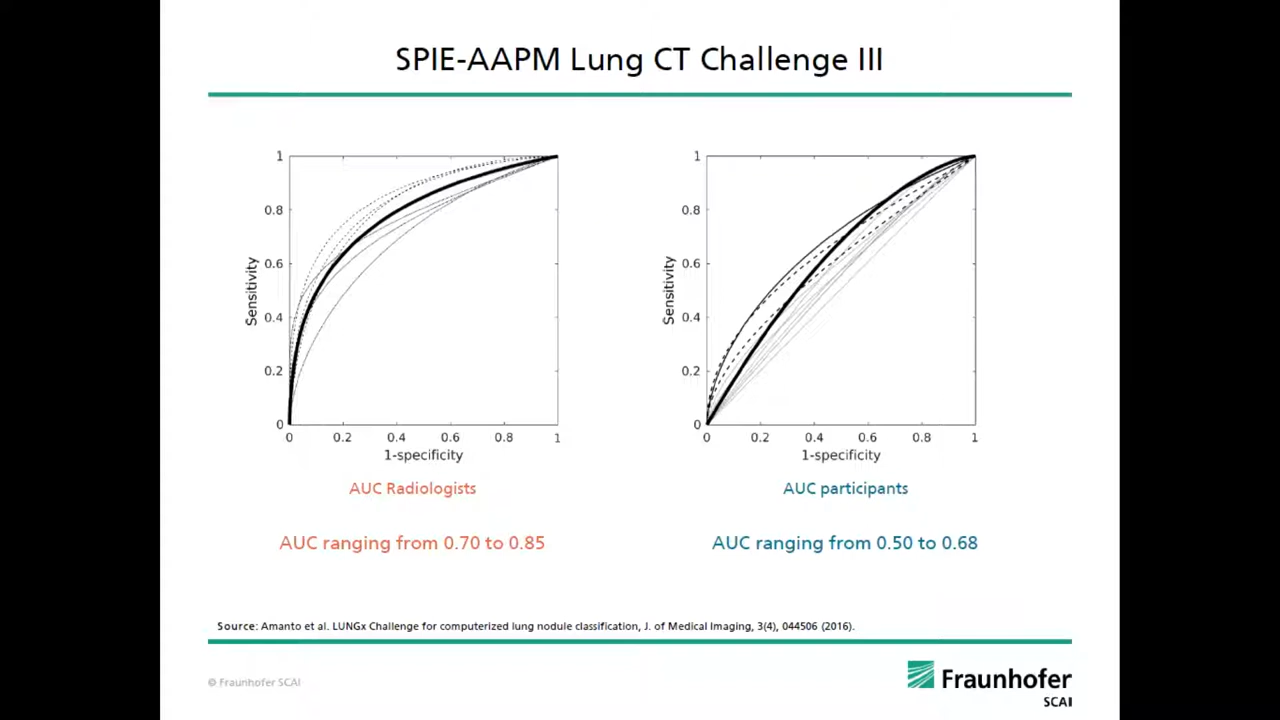 SPIE-AAPM Lung CT Challenge III
1
0.8
0.6
0.4
0.2
0
Sensitivity
0 0.2 0.4 0.6 0.8 1
1-specificity
AUC Radiologists
AUC ranging from 0.70 to 0.85
1
0.8
0.6
0.4
0.2
0
Sensitivity
0 0.2 0.4 0.6 0.8 1
1-specificity
AUC participants
AUC ranging from 0.50 to 0.68
Source: Amanto et al. LUNGx Challenge for computerized lung nodule classification, J. of Medical Imaging, 3(4), 044506 (2016).
© Fraunhofer SCAI
Fraunhofer
SCAI